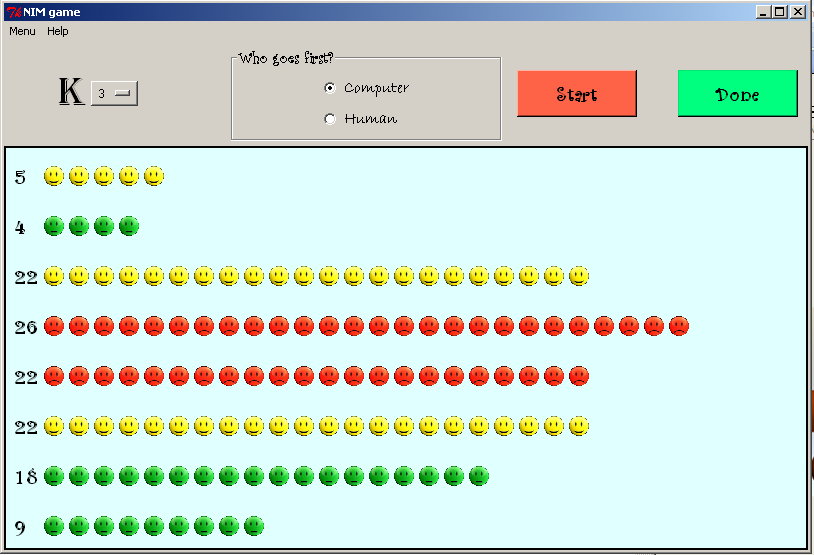 NIM game
Menu Help
Who goes first?
K 3
Computer
Human
Start
Done
5
4
22
26
22
22
18
9